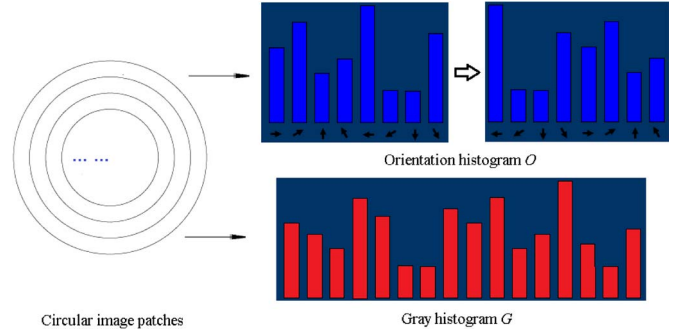 ... ...
Orientation histogram O
Circular image patches
Gray histogram G